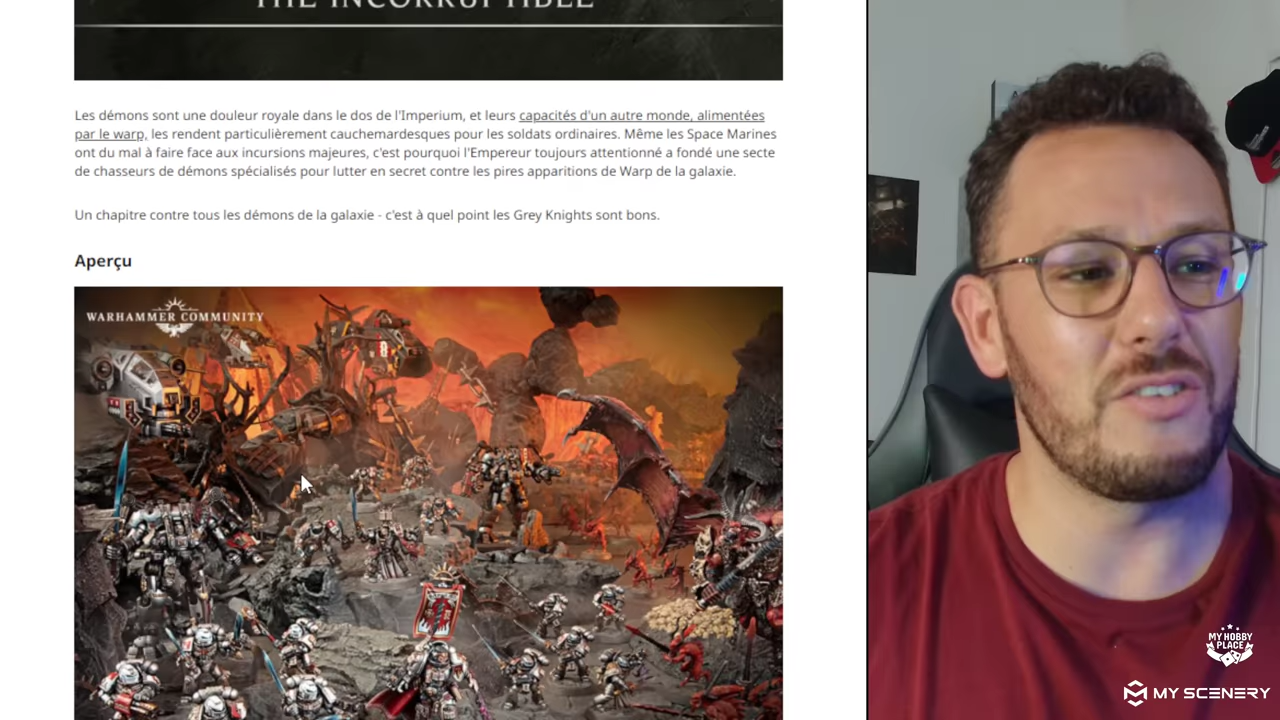 THE INCORRUPTIBLE
Les démons sont une douleur royale dans le dos de l'Imperium, et leurs capacités d'un autre monde, alimentées
par le warp, les rendent particulièrement cauchemardesques pour les soldats ordinaires. Même les Space Marines
ont du mal à faire face aux incursions majeures, c'est pourquoi l'Empereur toujours attentionné a fondé une secte
de chasseurs de démons spécialisés pour lutter en secret contre les pires apparitions de Warp de la galaxie.
Un chapitre contre tous les démons de la galaxie - c'est à quel point les Grey Knights sont bons.
Aperçu
WARHAMMER COMMUNITY
MY HOBBY
PLACE
MY SCENERY